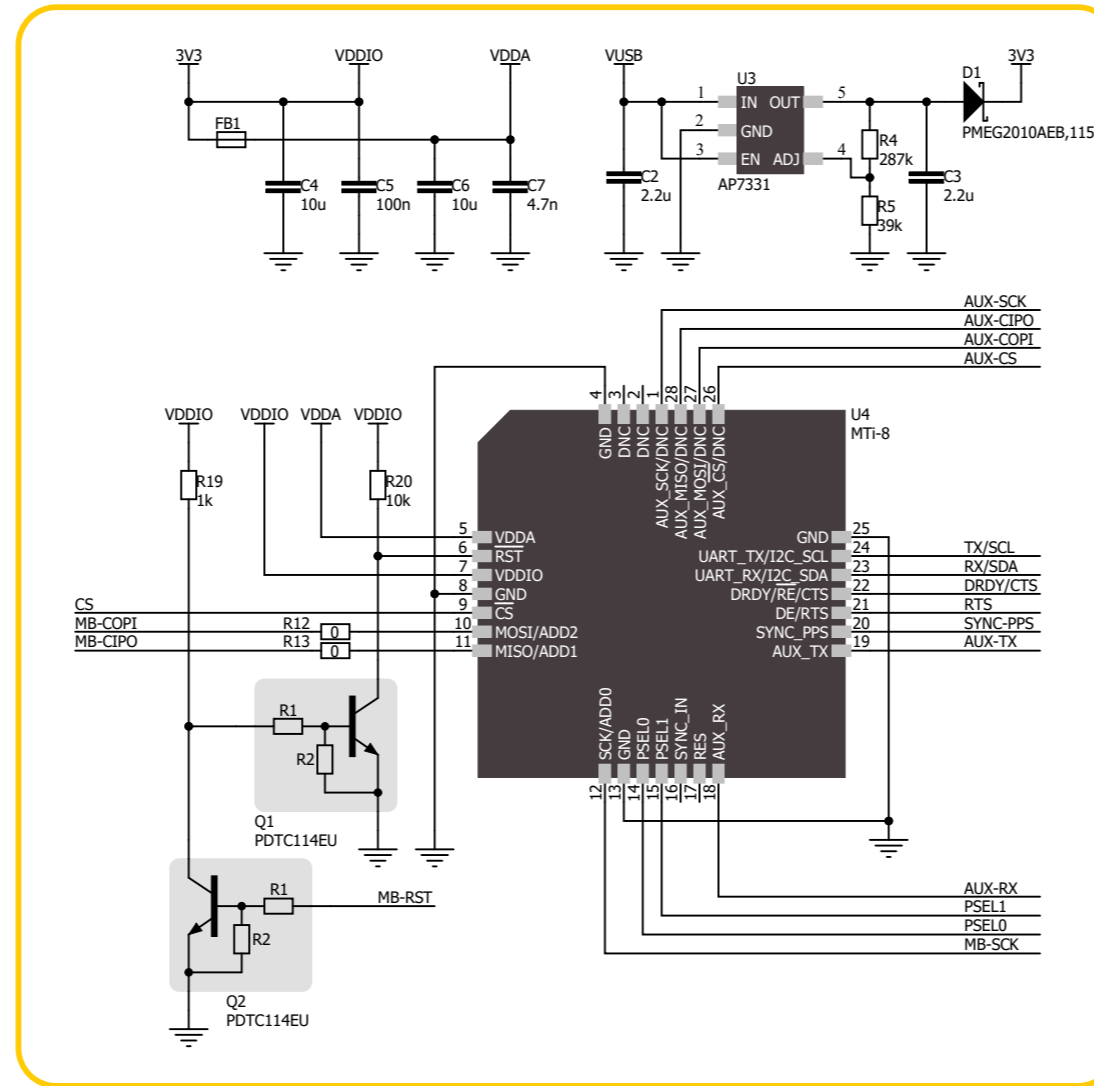 3V3
VDDIO
VDDA
FB1
C4
10u
C5
100n
C6
10u
C7
4.7n
VUSB
U3
D1
3V3
1
IN
OUT
5
2
GND
3
EN
ADJ
4
AP7331
C2
2.2u
R4
287k
R5
39k
C3
2.2u
PMEG2010AEB,115
AUX-SCK
AUX-CIPO
AUX-COPI
AUX-CS
4
3
2
1
28
27
26
GND
DNC
DNC
AUX_SCK/DNC
AUX_MISO/DNC
AUX_MOSI/DNC
AUX_CS/DNC
U4
MTi-8
VDDIO
VDDIO
VDDA
VDDIO
R19
1k
R20
10k
5
VDDA
6
RST
7
VDDIO
8
GND
CS
9
CS
MB-COPI
R12
0
10
MOSI/ADD2
MB-CIPO
R13
0
11
MISO/ADD1
GND
25
UART_TX/I2C_SCL
24
TX/SCL
UART_RX/I2C_SDA
23
RX/SDA
DRDY/RE/CTS
22
DRDY/CTS
DE/RTS
21
RTS
SYNC_PPS
20
SYNC-PPS
AUX_TX
19
AUX-TX
SCK/ADD0
GND
PSEL0
PSEL1
SYNC_IN
RES
AUX_RX
12
13
14
15
16
17
18
R1
R2
Q1
PDTC114EU
R1
MB-RST
R2
Q2
PDTC114EU
AUX-RX
PSEL1
PSEL0
MB-SCK